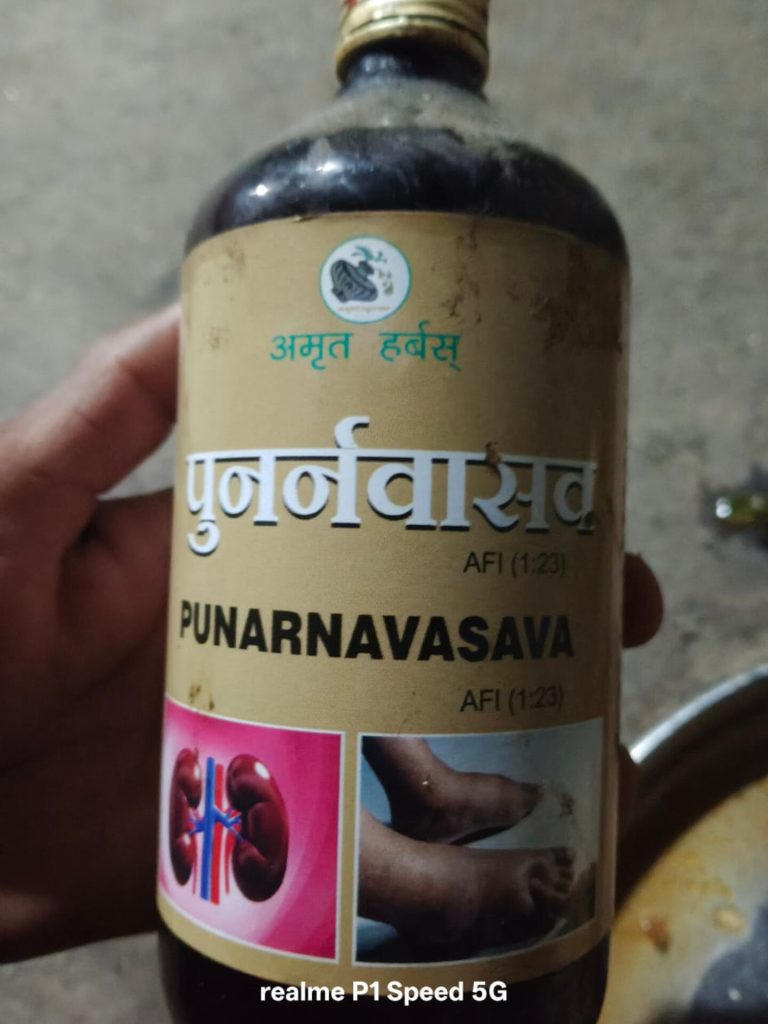 अमृत हर्बस्
पुनर्नवासव
AFI (1:23)
PUNARNAVASAVA
AFI (1:23)
realme P1 Speed 5G